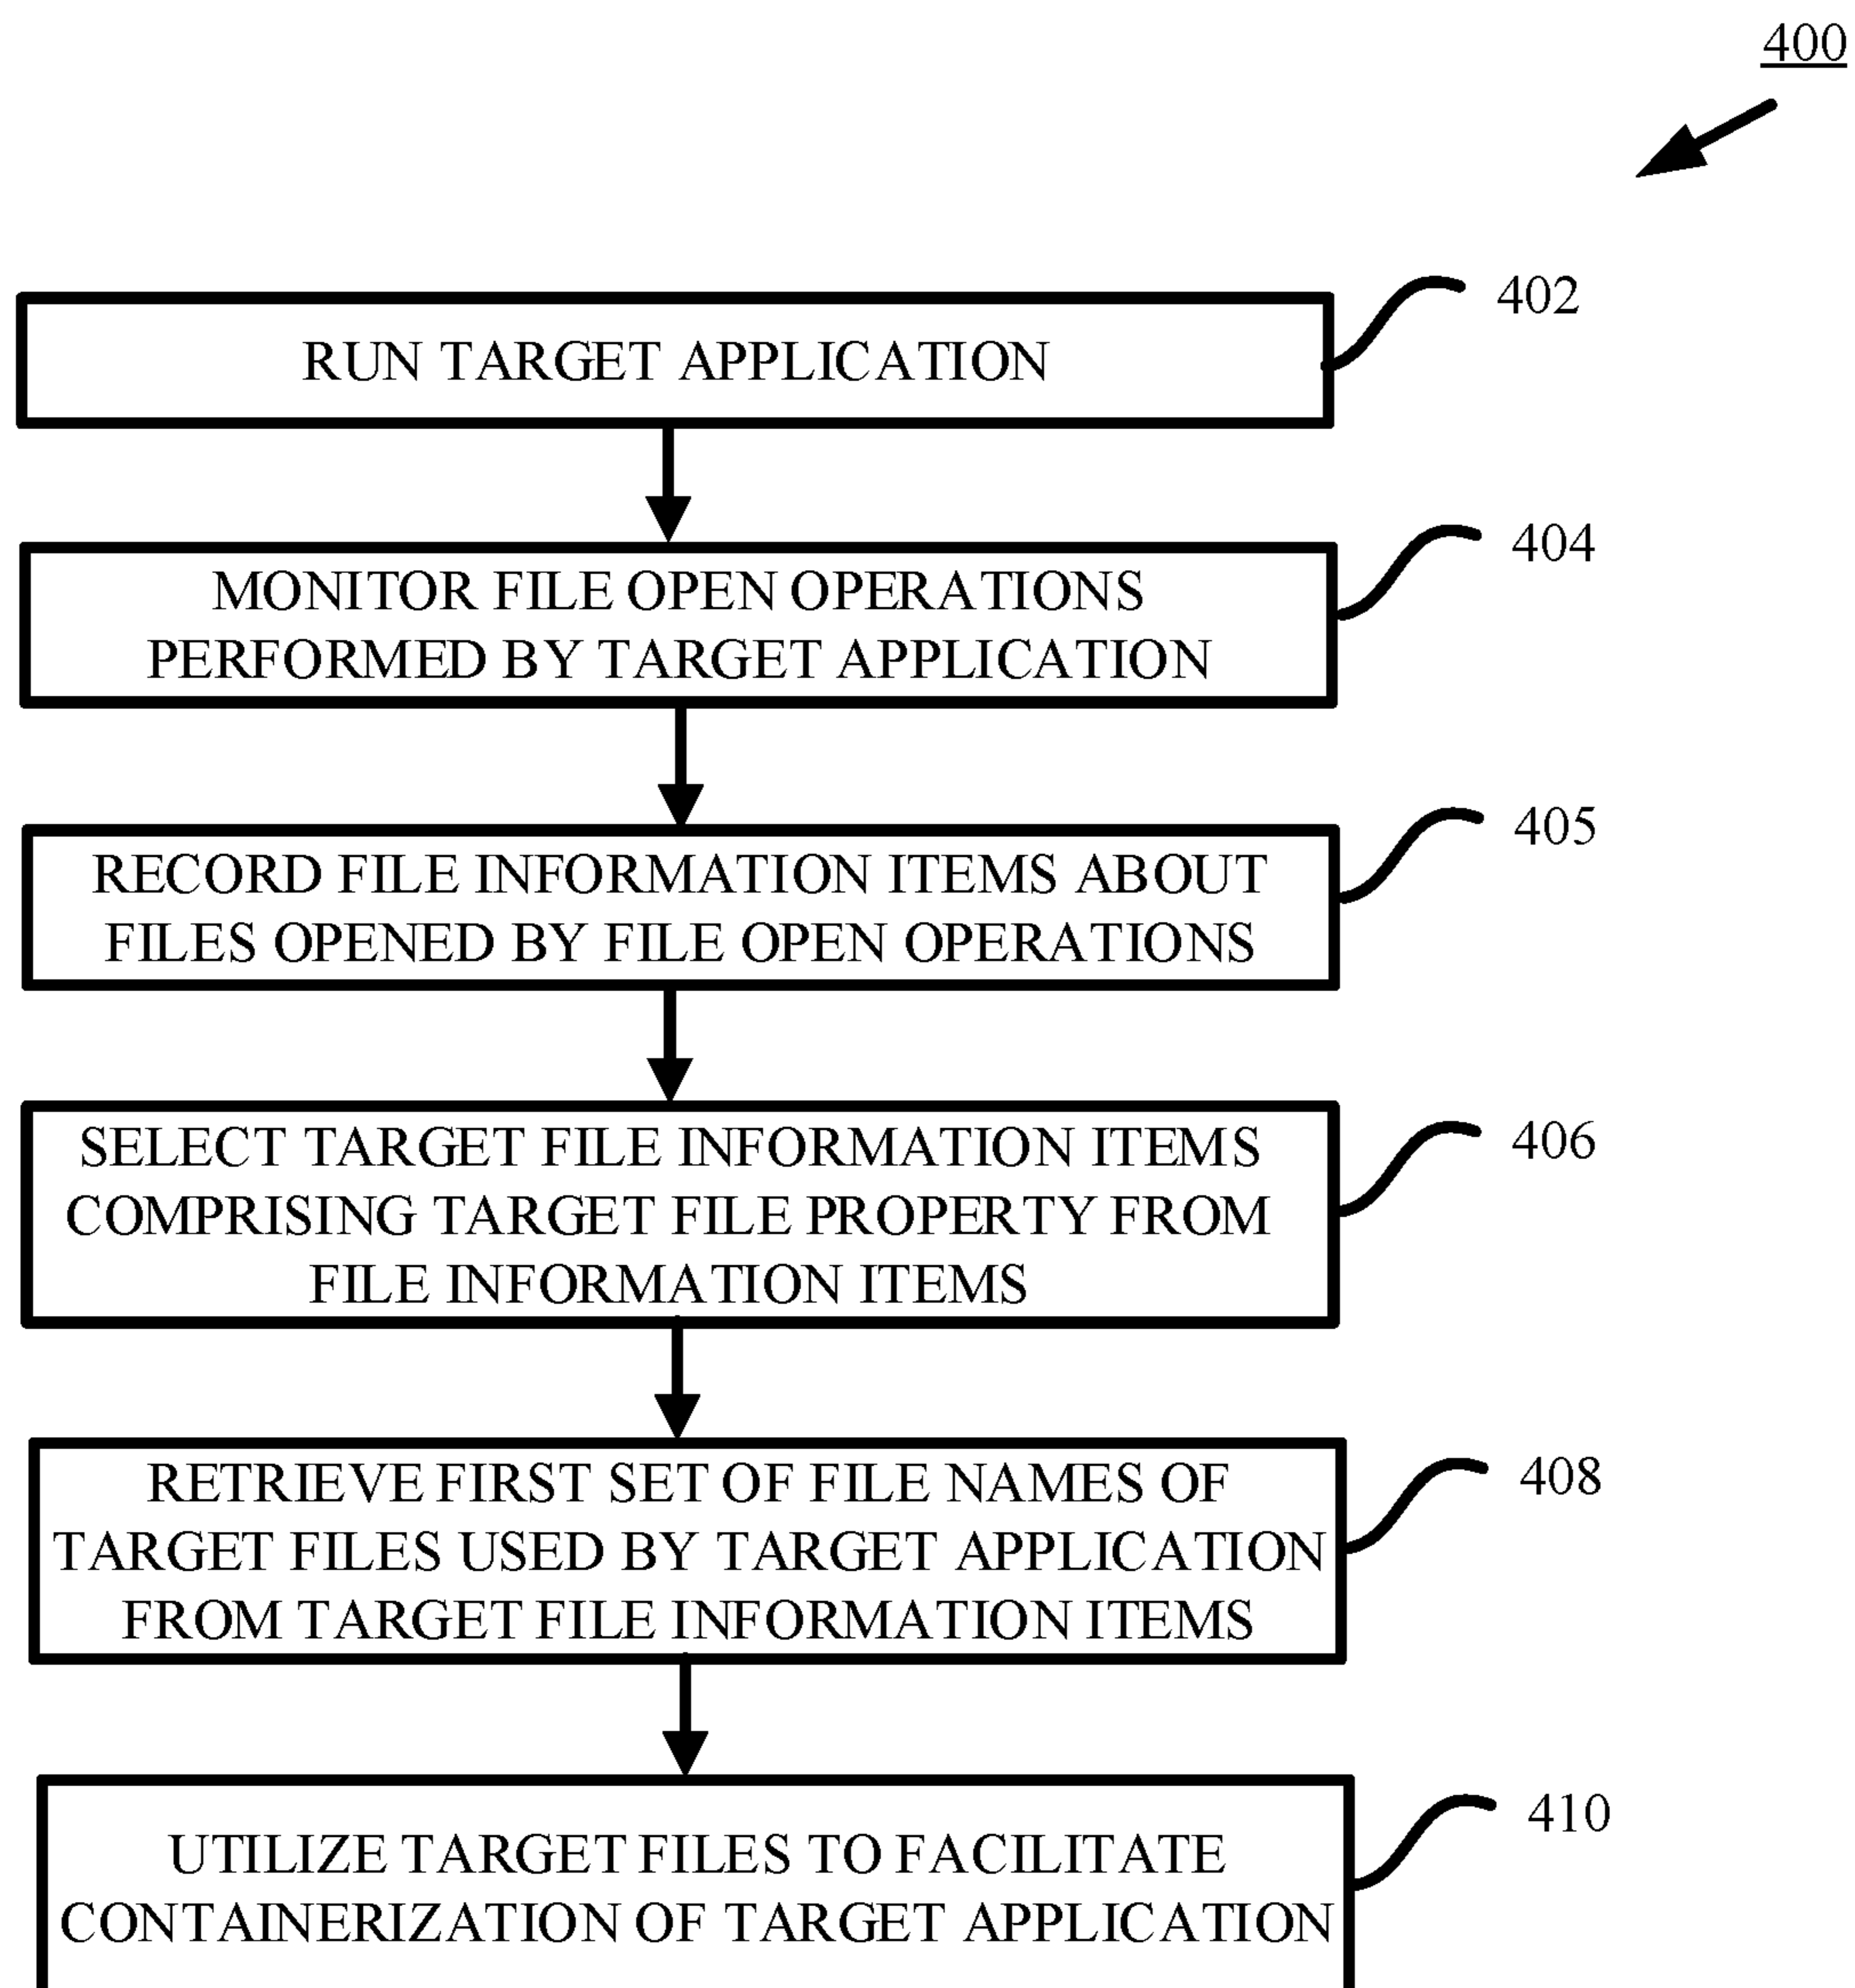 400
RUN TARGET APPLICATION
402
MONITOR FILE OPEN OPERATIONS
PERFORMED BY TARGET APPLICATION
404
RECORD FILE INFORMATION ITEMS ABOUT
FILES OPENED BY FILE OPEN OPERATIONS
405
SELECT TARGET FILE INFORMATION ITEMS
COMPRISING TARGET FILE PROPERTY FROM
FILE INFORMATION ITEMS
406
RETRIEVE FIRST SET OF FILE NAMES OF
TARGET FILES USED BY TARGET APPLICATION
FROM TARGET FILE INFORMATION ITEMS
408
UTILIZE TARGET FILES TO FACILITATE
CONTAINERIZATION OF TARGET APPLICATION
410